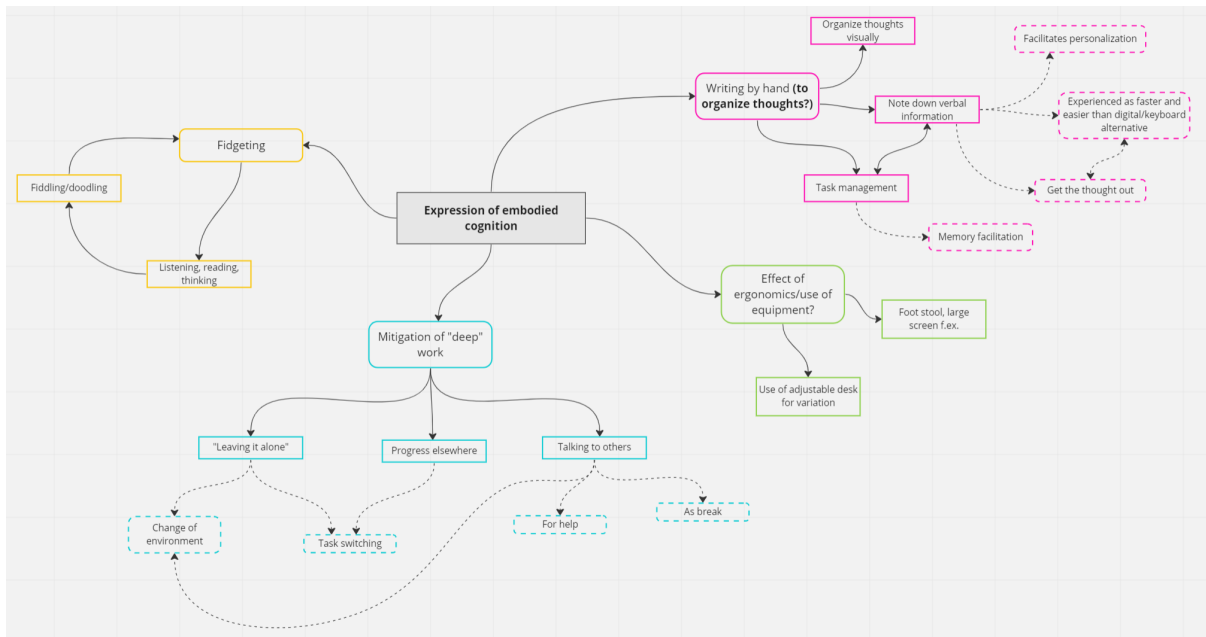 Organize thoughts
visually
Facilitates personalization
Writing by hand (to
organize thoughts?)
Note down verbal
information
Experienced as faster and
easier than digital/keyboard
alternative
Fidgeting
Fiddling/doodling
Task management
Get the thought out
Expression of embodied
cognition
Memory facilitation
Listening, reading,
thinking
Effect of
ergonomics/use of
equipment?
Foot stool, large
screen f.ex.
Mitigation of "deep"
work
Use of adjustable desk
for variation
"Leaving it alone"
Progress elsewhere
Talking to others
Change of
environment
Task switching
For help
As break